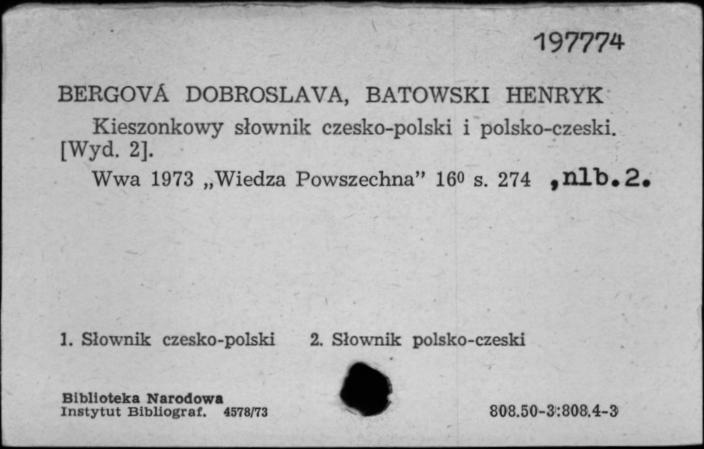 197774
BERGOVÁ DOBROSLAVA, BATOWSKI HENRYK
Kieszonkowy słownik czesko-polski i polsko-czeski.
[Wyd. 2].
Wwa 1973 „Wiedza Powszechna” 16⁰ s. 274 ,nlb.2.
1. Słownik czesko-polski 2. Słownik polsko-czeski
Biblioteka Narodowa
Instytut Bibliograf. 4578/73 808.50-3:808.4-3